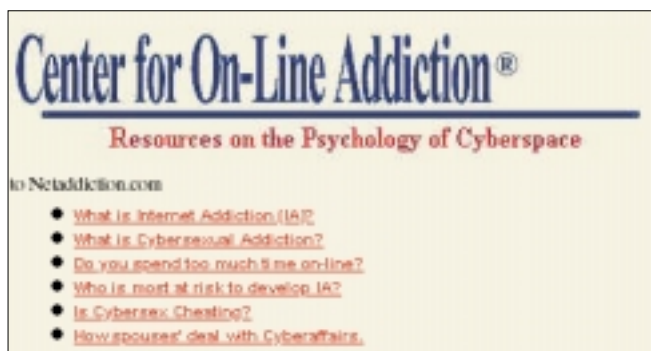 Center for On-Line Addiction®
Resources on the Psychology of Cyberspace
to Netaddiction.com
What is Internet Addiction (IA)?
What is Cybersexual Addiction?
Do you spend too much time on-line?
Who is most at risk to develop IA?
Is Cybersex Cheating?
How spouses' deal with Cyberaffairs.